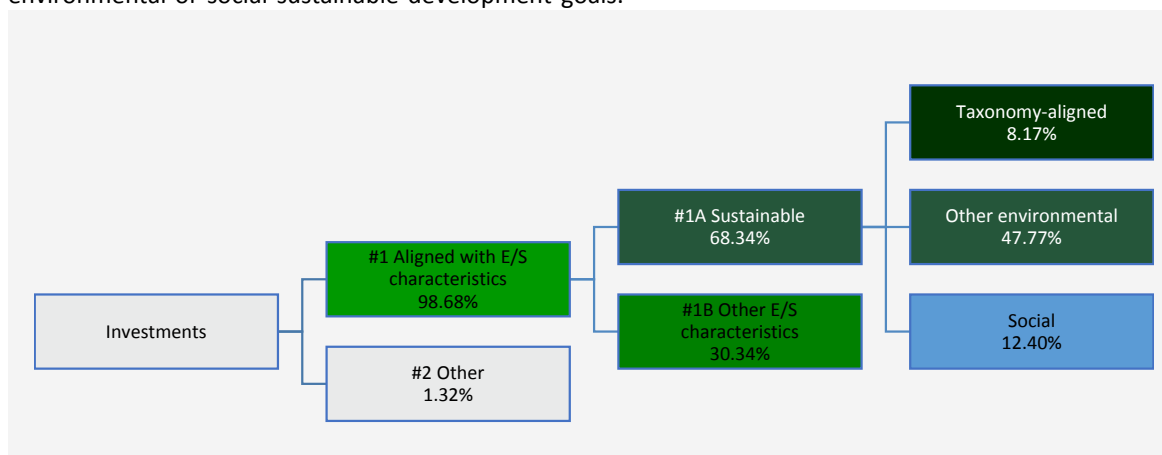 environmental or social sustainable development goals.
Taxonomy-aligned
8.17%
#1A Sustainable
68.34%
Other environmental
47.77%
#1 Aligned with E/S
characteristics
98.68%
Investments
#1B Other E/S
characteristics
30.34%
Social
12.40%
#2 Other
1.32%